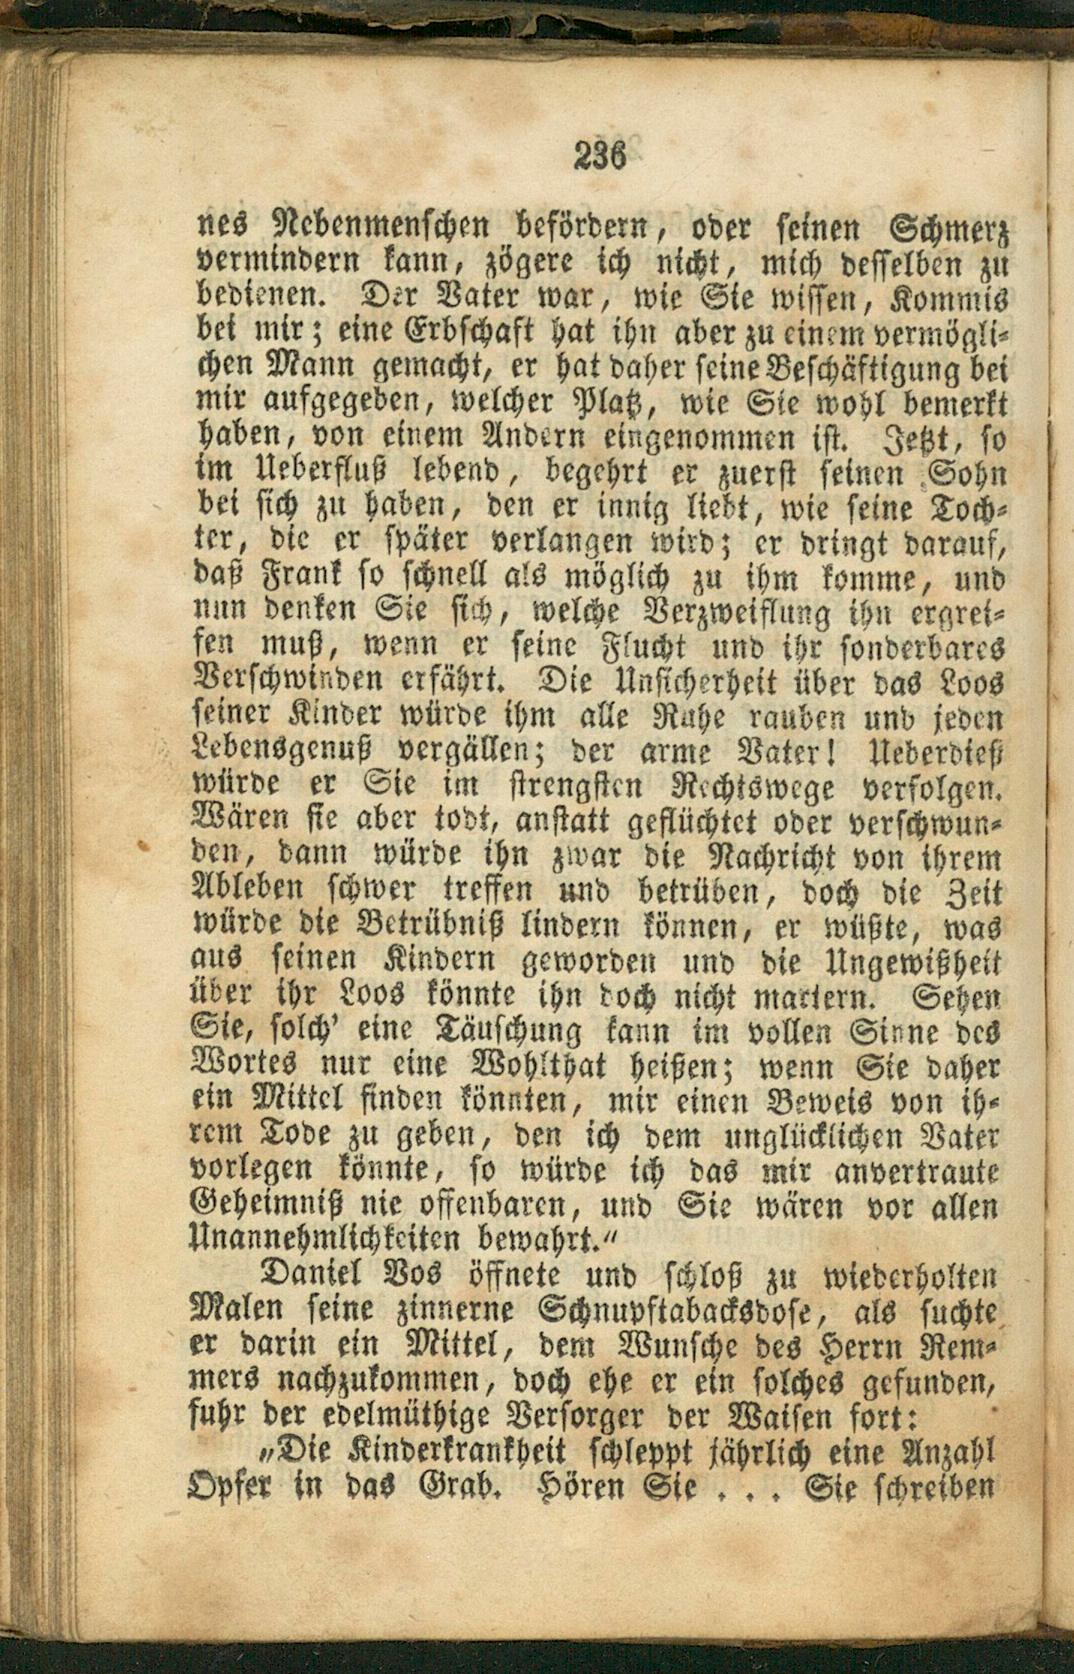 236
nes Nebenmenschen befördern, oder seinen Schmerz
vermindern kann, zögere ich nicht, mich desselben zu
bedienen. Der Vater war, wie Sie wissen, Kommis
bei mir; eine Erbschaft hat ihn aber zu einem vermögli-
chen Mann gemacht, er hat daher seine Beschäftigung bei
mir aufgegeben, welcher Platz, wie Sie wohl bemerkt
haben, von einem Andern eingenommen ist. Jetzt, so
im Ueberfluß lebend, begehrt er zuerst seinen Sohn
bei sich zu haben, den er innig liebt, wie seine Toch-
ter, die er später verlangen wird; er dringt darauf,
daß Frank so schnell als möglich zu ihm komme, und
nun denken Sie sich, welche Verzweiflung ihn ergrei-
fen muß, wenn er seine Flucht und ihr sonderbares
Verschwinden erfährt. Die Unsicherheit über das Loos
seiner Kinder würde ihm alle Ruhe rauben und jeden
Lebensgenuß vergällen; der arme Vater! Ueberdieß
würde er Sie im strengsten Rechtswege verfolgen.
Wären sie aber todt, anstatt geflüchtet oder verschwun-
den, dann würde ihn zwar die Nachricht von ihrem
Ableben schwer treffen und betrüben, doch die Zeit
würde die Betrübniß lindern können, er wüßte, was
aus seinen Kindern geworden und die Ungewißheit
über ihr Loos könnte ihn doch nicht martern. Sehen
Sie, solch' eine Täuschung kann im vollen Sinne des
Wortes nur eine Wohlthat heißen; wenn Sie daher
ein Mittel finden könnten, mir einen Beweis von ih-
rem Tode zu geben, den ich dem unglücklichen Vater
vorlegen könnte, so würde ich das mir anvertraute
Geheimniß nie offenbaren, und Sie wären vor allen
Unannehmlichkeiten bewahrt.“
Daniel Vos öffnete und schloß zu wiederholten
Malen seine zinnerne Schnupftabacksdose, als suchte
er darin ein Mittel, dem Wunsche des Herrn Rem-
mers nachzukommen, doch ehe er ein solches gefunden,
fuhr der edelmüthige Versorger der Waisen fort:
„Die Kinderkrankheit schleppt jährlich eine Anzahl
Opfer in das Grab. Hören Sie . . . Sie schreiben